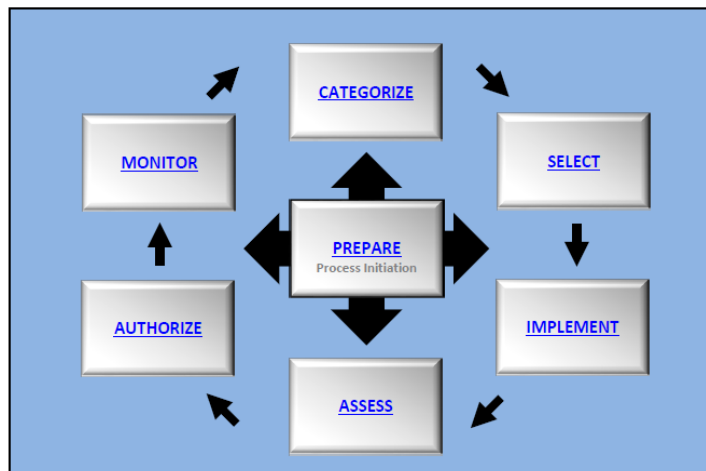 CATEGORIZE
MONITOR
SELECT
PREPARE
Process Initiation
AUTHORIZE
IMPLEMENT
ASSESS